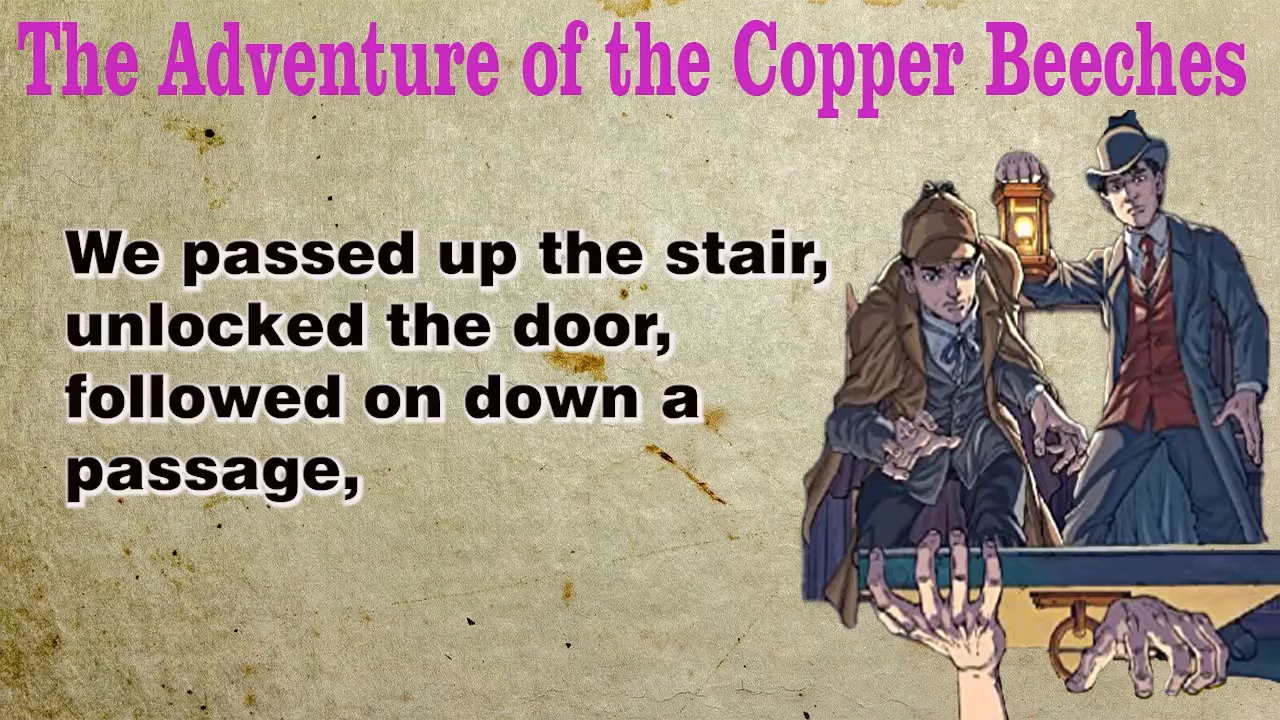 The Adventure of the Copper Beeches
We passed up the stair,
unlocked the door,
followed on down a
passage,